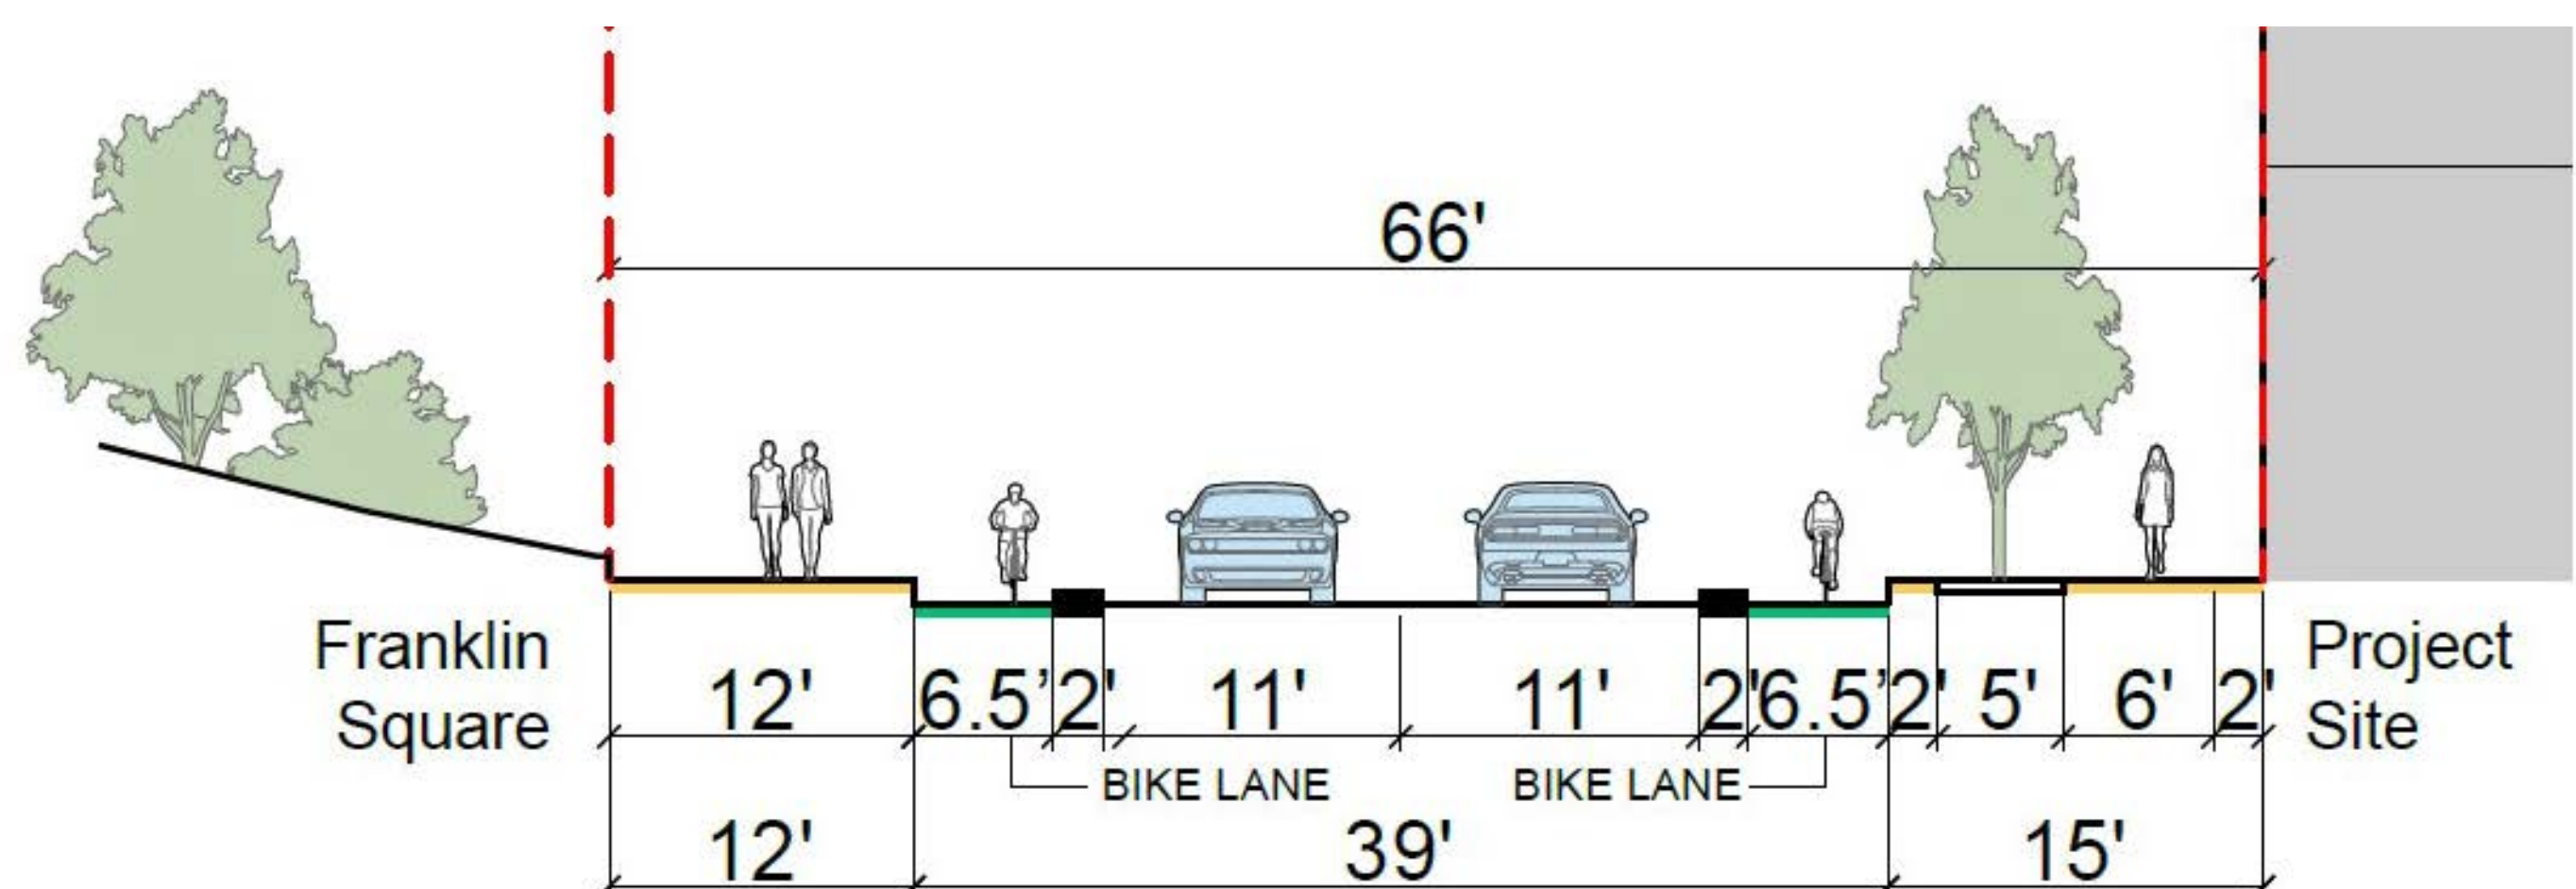 66'
Franklin
Square
12' 6.5’ 2' 11' 11' 2' 6.5’ 2' 5' 6' 2'
Project
Site
BIKE LANE BIKE LANE
12' 39' 15'